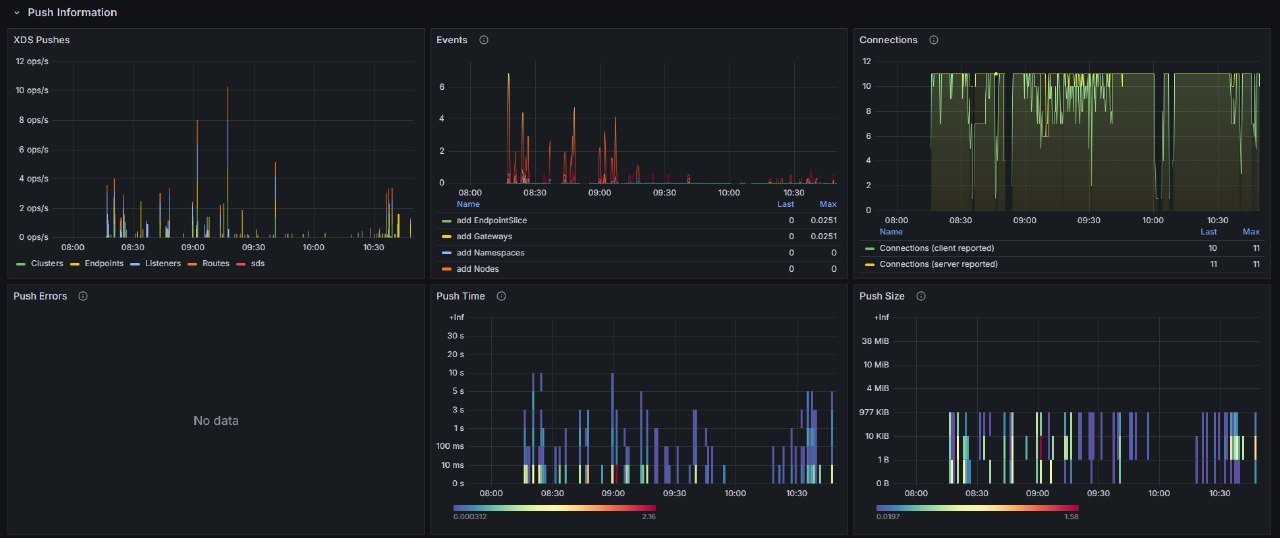 Push Information
XDS Pushes
12 ops/s
10 ops/s
8 ops/s
6 ops/s
4 ops/s
2 ops/s
0 ops/s
08:00 08:30 09:00 09:30 10:00 10:30
Clusters Endpoints Listeners Routes sds
Events
6
4
2
0
08:00 08:30 09:00 09:30 10:00 10:30
Name Last Max
add EndpointSlice 0 0.0251
add Gateways 0 0.0251
add Namespaces 0 0
add Nodes 0 0
Connections
12
10
8
6
4
2
0
08:00 08:30 09:00 09:30 10:00 10:30
Name Last Max
Connections (client reported) 10 11
Connections (server reported) 11 11
Push Errors
No data
Push Time
+Inf
30 s
20 s
10 s
5 s
3 s
1 s
100 ms
10 ms
0 s
08:00 08:30 09:00 09:30 10:00 10:30
0.000312 2.16
Push Size
+Inf
38 MiB
10 MiB
4 MiB
977 KiB
10 KiB
1 B
0 B
08:00 08:30 09:00 09:30 10:00 10:30
0.0197 1.58